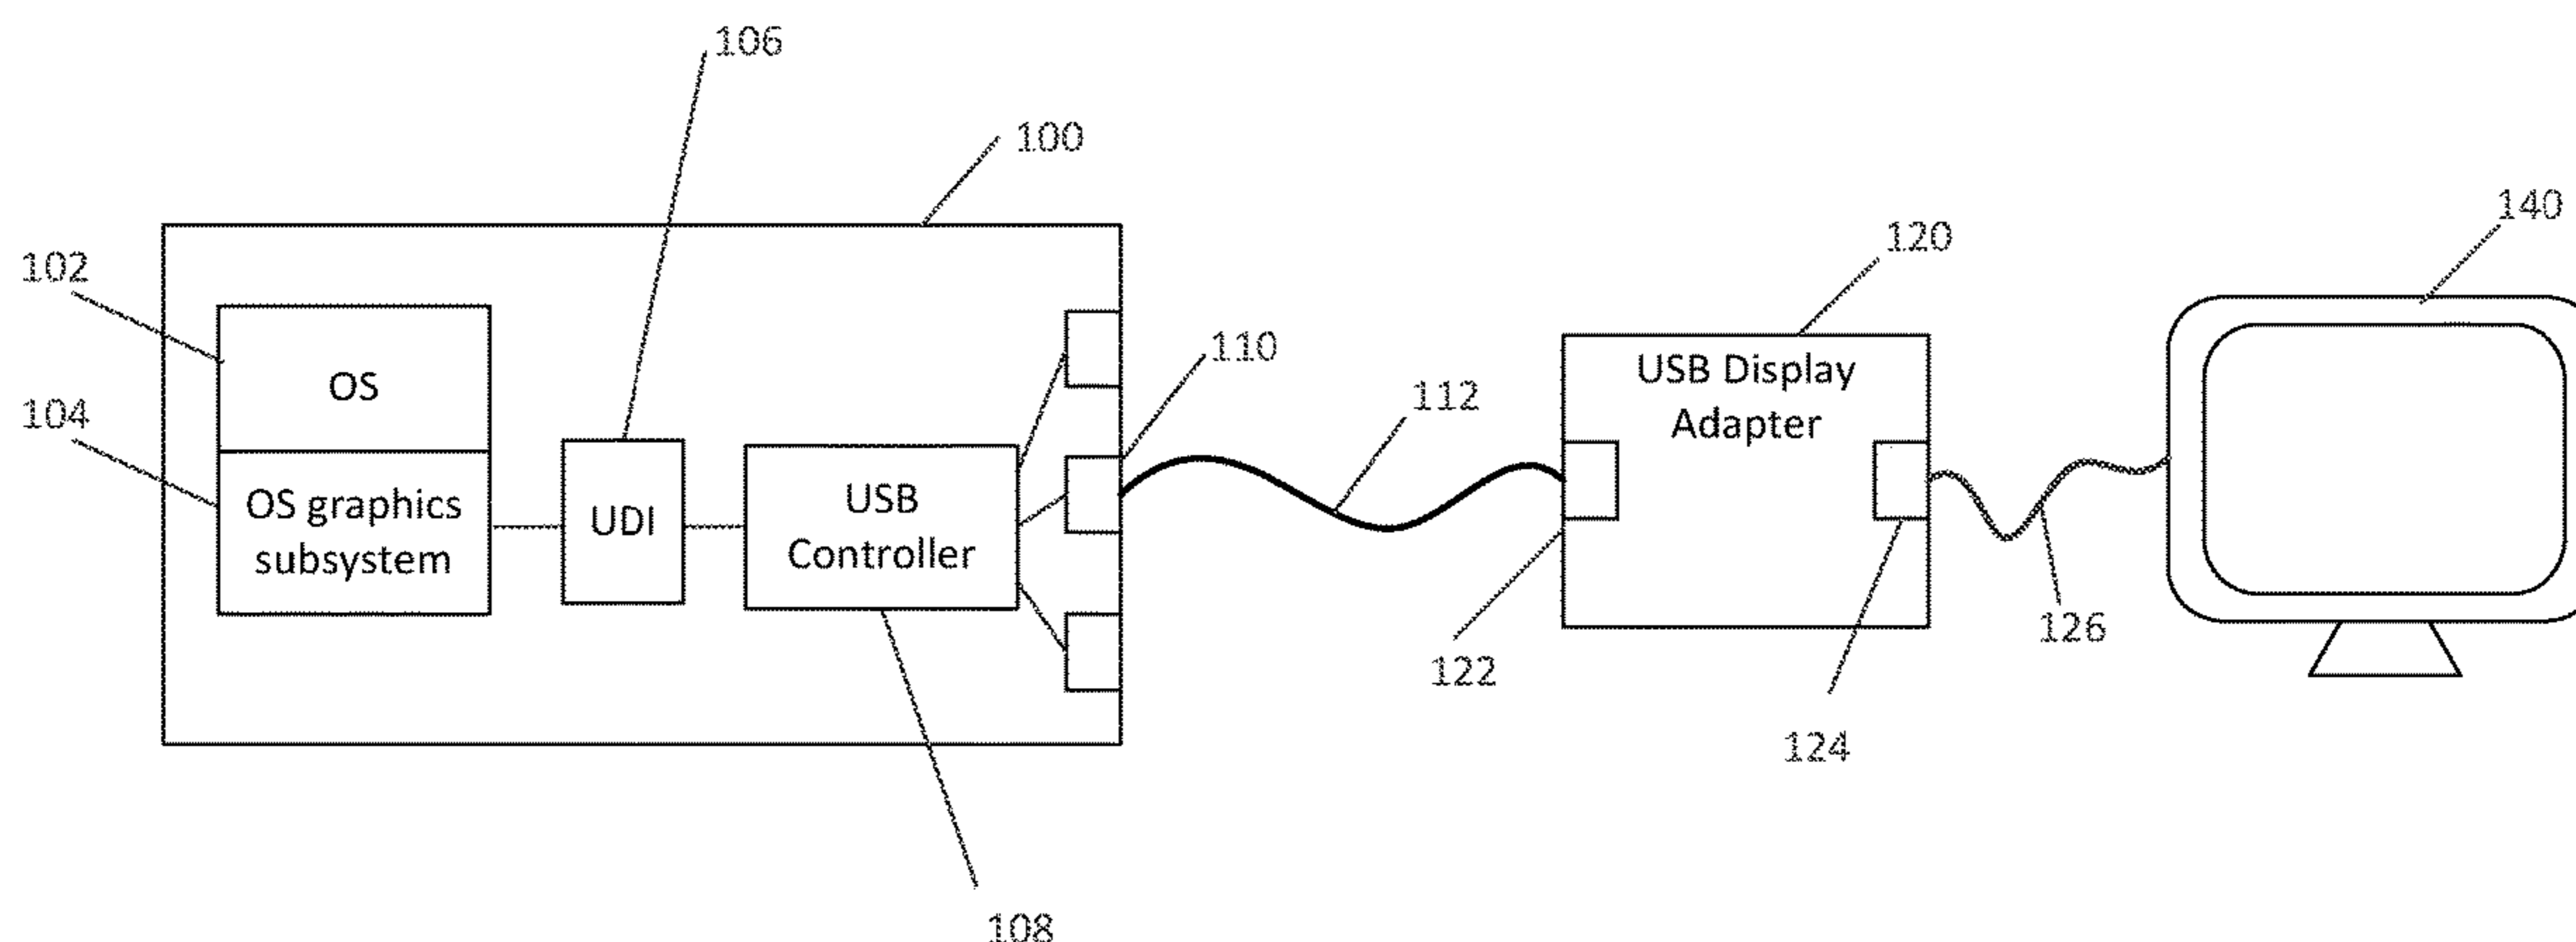 106
100
140
120
102
110
USB Display
Adapter
OS
112
104
OS graphics
subsystem
UDI
USB
Controller
126
122
124
108